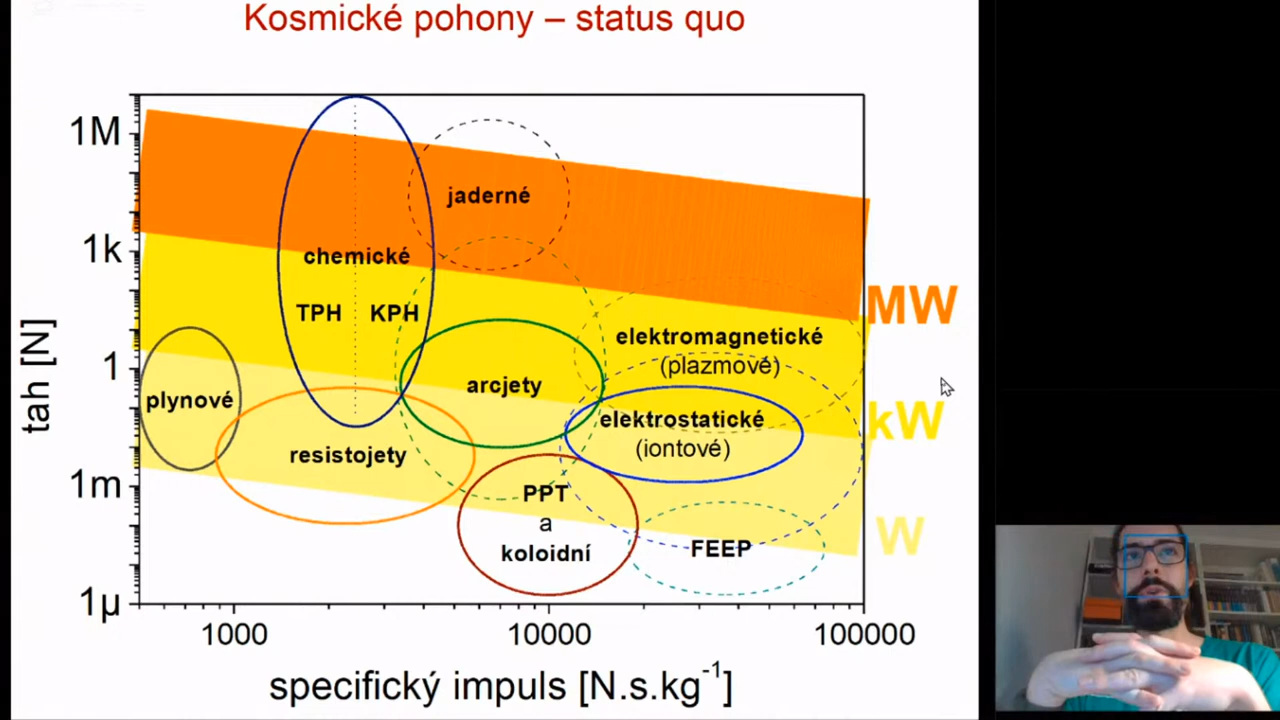 Kosmické pohony – status quo
1M
1k
1
1m
1µ
tah [N]
jaderné
chemické
TPH
KPH
MW
elektromagnetické
(plazmové)
plynové
arcjety
elektrostatické
(iontové)
kW
resistojety
PPT
a
koloidní
FEEP
W
1000
10000
100000
specifický impuls [N.s.kg-1]